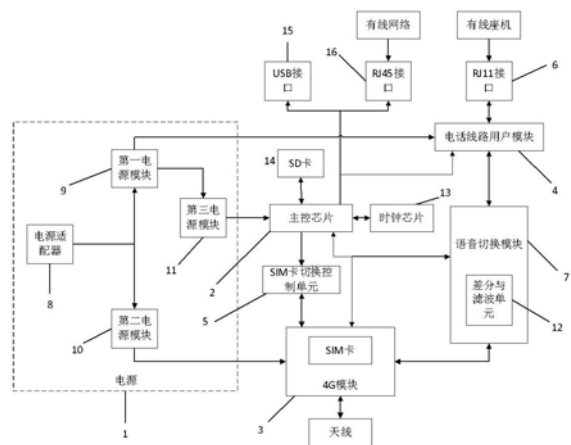 15
有线网络
有线座机
16
USB接
口
RJ45接
口
RJ11接
口
6
电话线路用户模块
4
第一电
源模块
9
14
SD卡
13
第三电
源模块
11
主控芯片
2
时钟芯片
电源适
配器
8
语音切换模块
7
SIM卡切换控
制单元
5
差分与
滤波单
元
12
第二电
源模块
10
SIM卡
4G模块
3
电源
1
天线